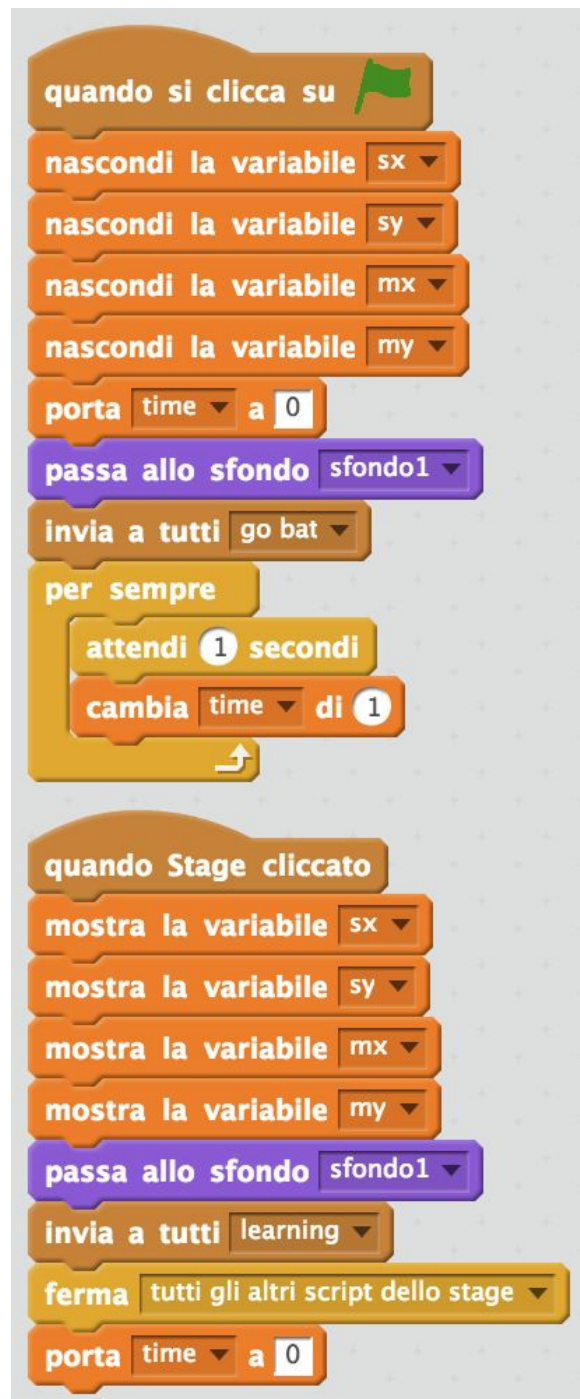 quando si clicca su
nascondi la variabile sx
nascondi la variabile sy
nascondi la variabile mx
nascondi la variabile my
porta time a 0
passa allo sfondo sfondo1
invia a tutti go bat
per sempre
attendi 1 secondi
cambia time di 1
quando Stage cliccato
mostra la variabile sx
mostra la variabile sy
mostra la variabile mx
mostra la variabile my
passa allo sfondo sfondo1
invia a tutti learning
ferma tutti gli altri script dello stage
porta time a 0